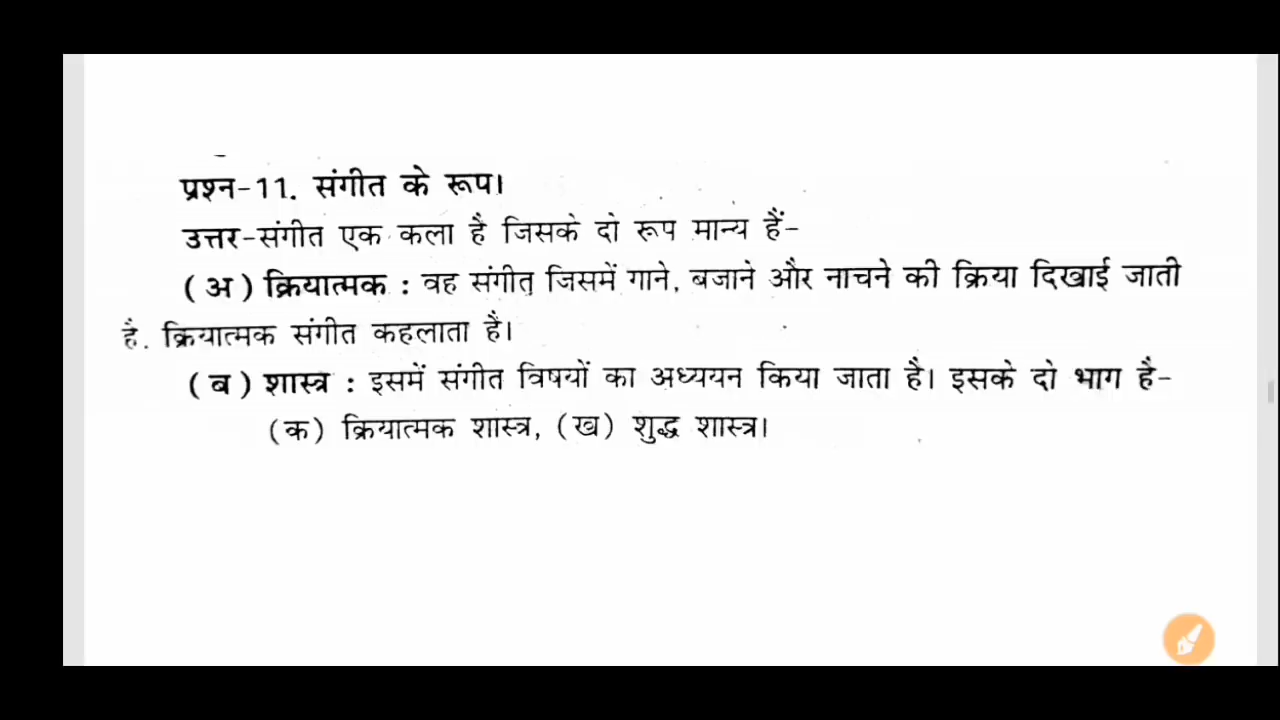 प्रश्न-11. संगीत के रूप।
उत्तर-संगीत एक कला है जिसके दो रूप मान्य हैं-
(अ) क्रियात्मक : वह संगीत जिसमें गाने, बजाने और नाचने की क्रिया दिखाई जाती
है. क्रियात्मक संगीत कहलाता है।
(ब) शास्त्र : इसमें संगीत विषयों का अध्ययन किया जाता है। इसके दो भाग है-
(क) क्रियात्मक शास्त्र, (ख) शुद्ध शास्त्र।